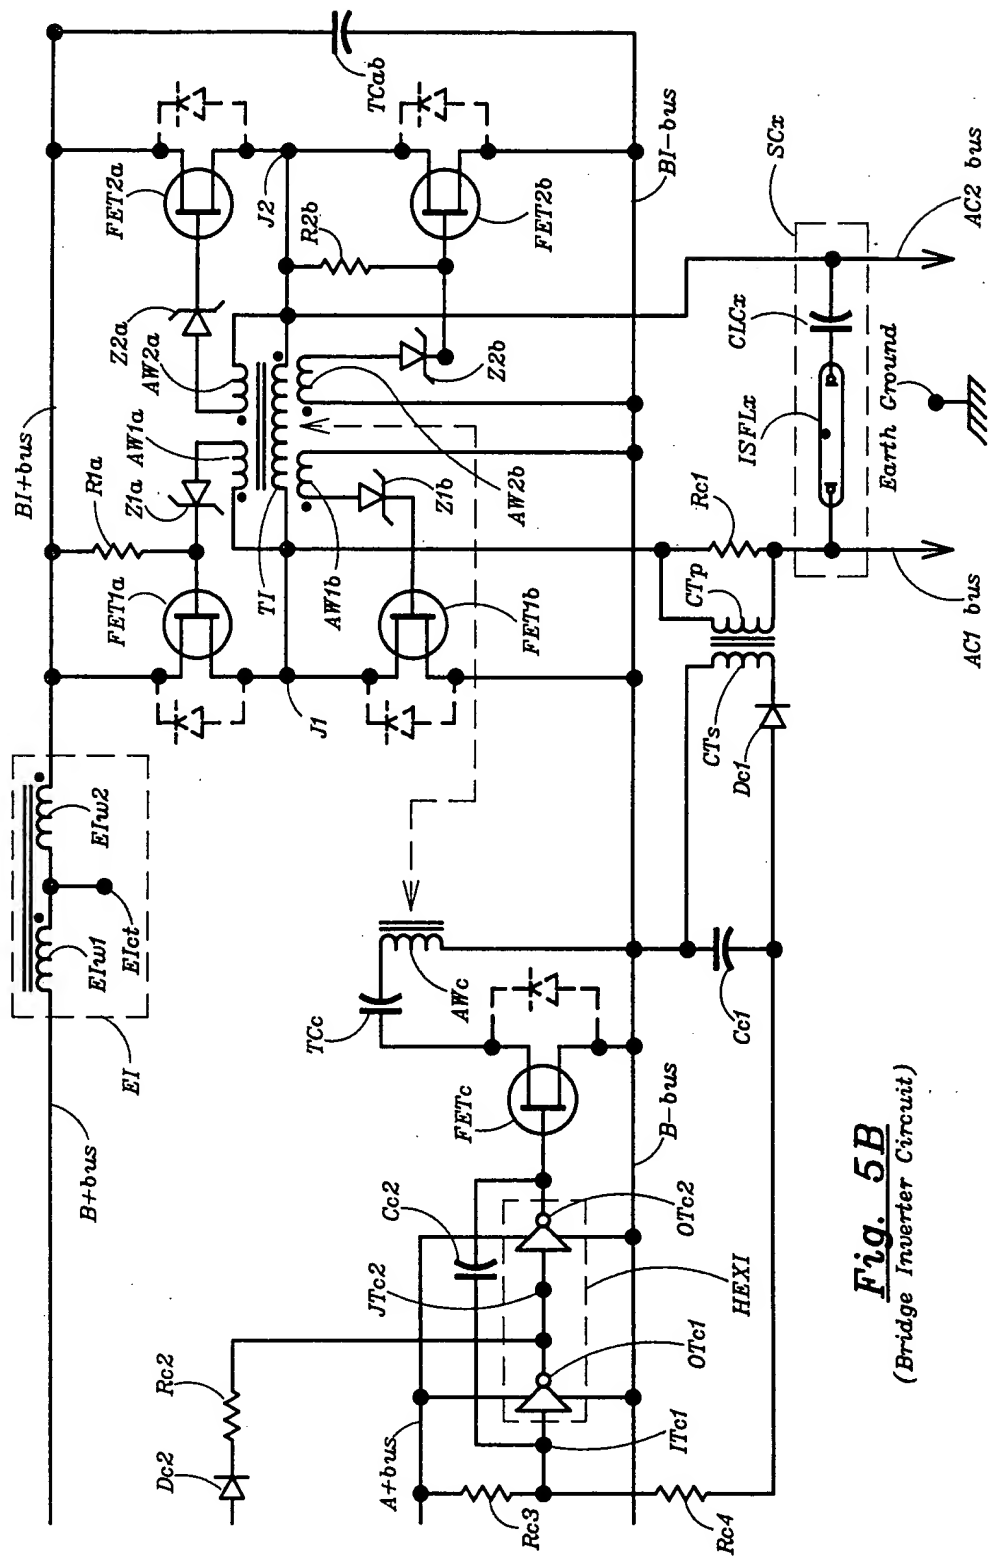 B+bus
EI
EIw1
EIct
EIw2
BI+bus
R1a
Z1a
AW1a
FET1a
TI
AW1b
J1
FET1b
Z1b
AW2b
Z2a
AW2a
FET2a
J2
R2b
Z2b
FET2b
TCab
BI-bus
Dc2
Rc2
A+bus
JTc2
Cc2
FETc
TCc
AWc
B-bus
OTc2
HEXI
OTc1
ITc1
Rc3
Rc4
Cc1
CTs
Dc1
CTp
Rc1
ISFLx
CLCx
SCx
Earth Ground
AC1 bus
AC2 bus
Fig. 5B
(Bridge Inverter Circuit)